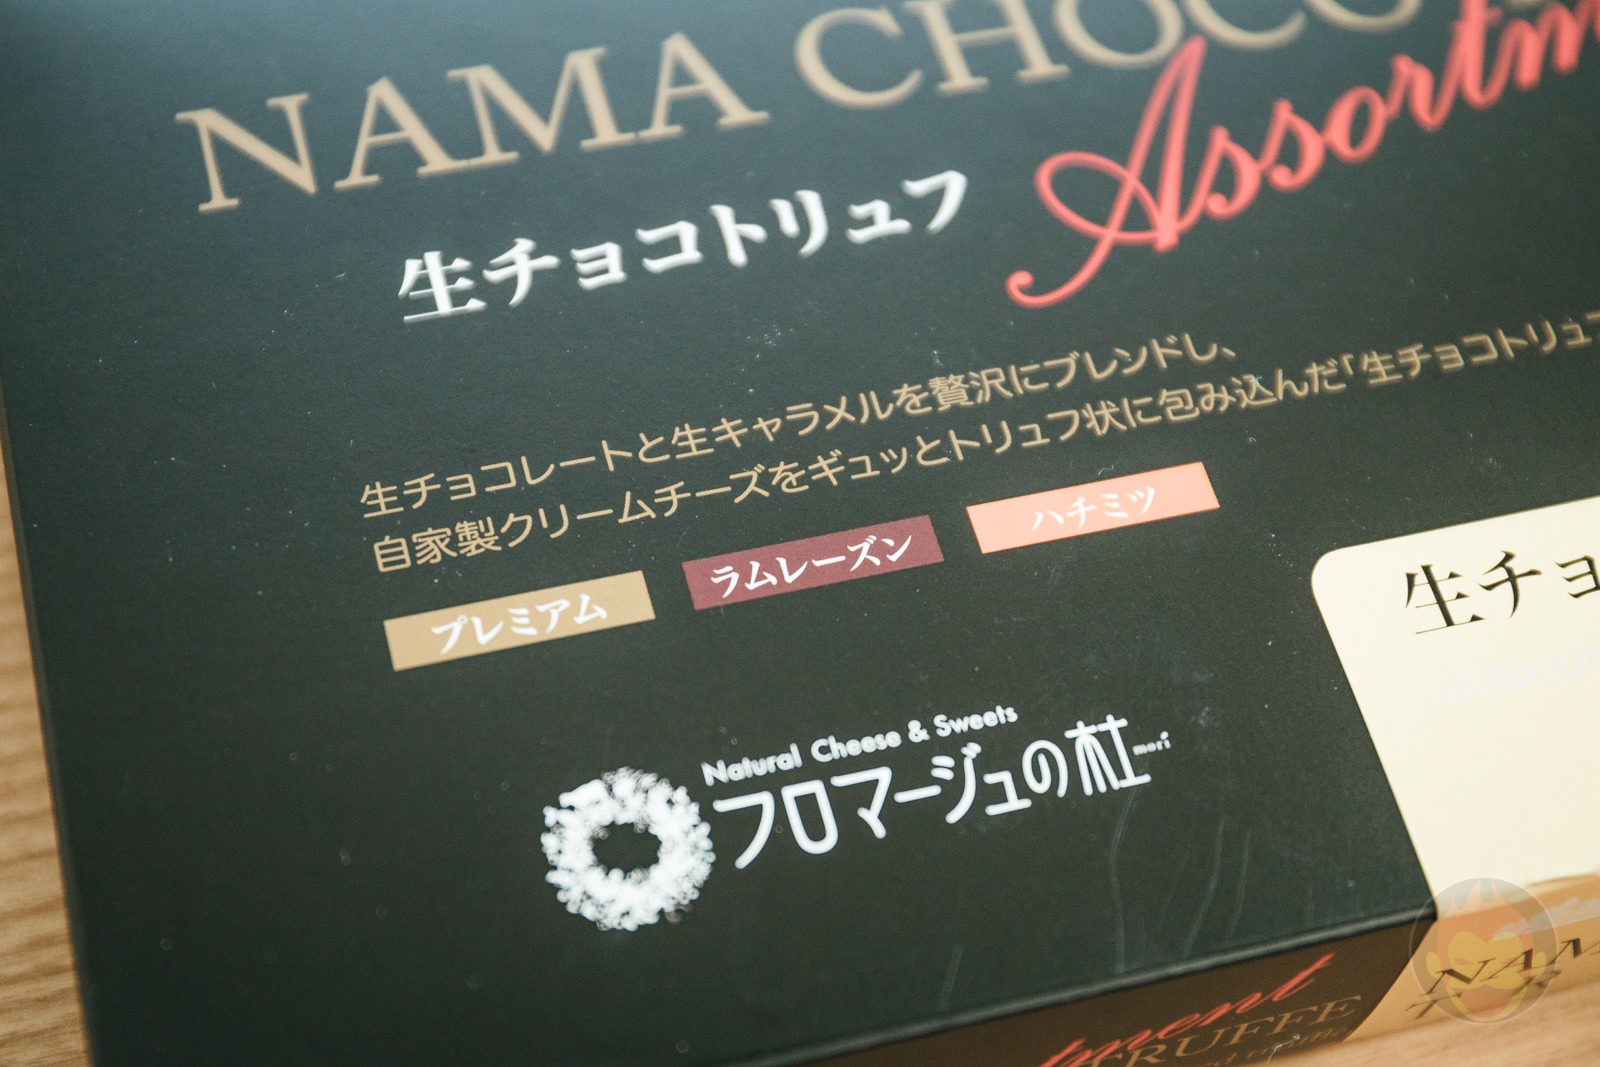 NAMA CHOCO
Assortm
生チョコトリュフ
生チョコレートと生キャラメルを贅沢にブレンドし、
自家製クリームチーズをギュッとトリュフ状に包み込んだ「生チョコトリュフ
プレミアム
ラムレーズン
ハチミツ
生チョ
HOKKAI
Natural Cheese & Sweets
フロマージュの杜 mori
tment
TRUFFE
NAM